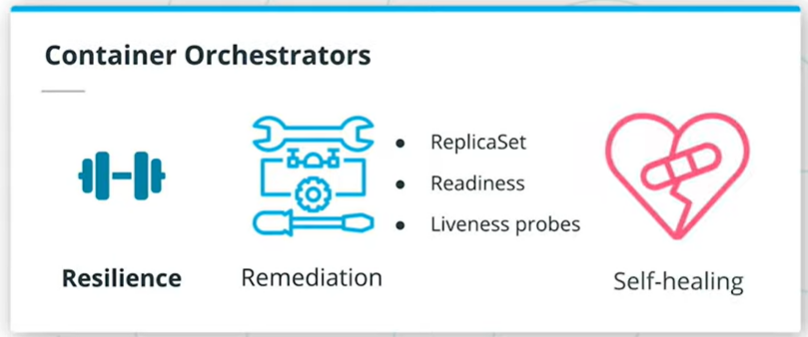 Container Orchestrators
ReplicaSet
Readiness
Liveness probes
Resilience
Remediation
Self-healing